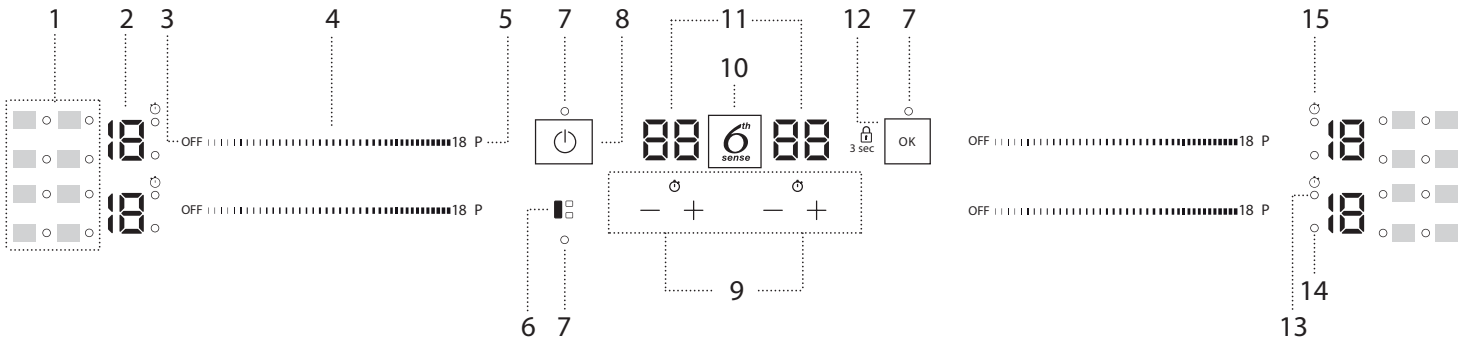 1 2 3 4 5 7 8 11 12 7 15
10
18 OFF 18 P 88 6th sense 88 3 sec OK OFF 18 P 18
18 OFF 18 P − + − + OFF 18 P 18
9
6 7 13 14